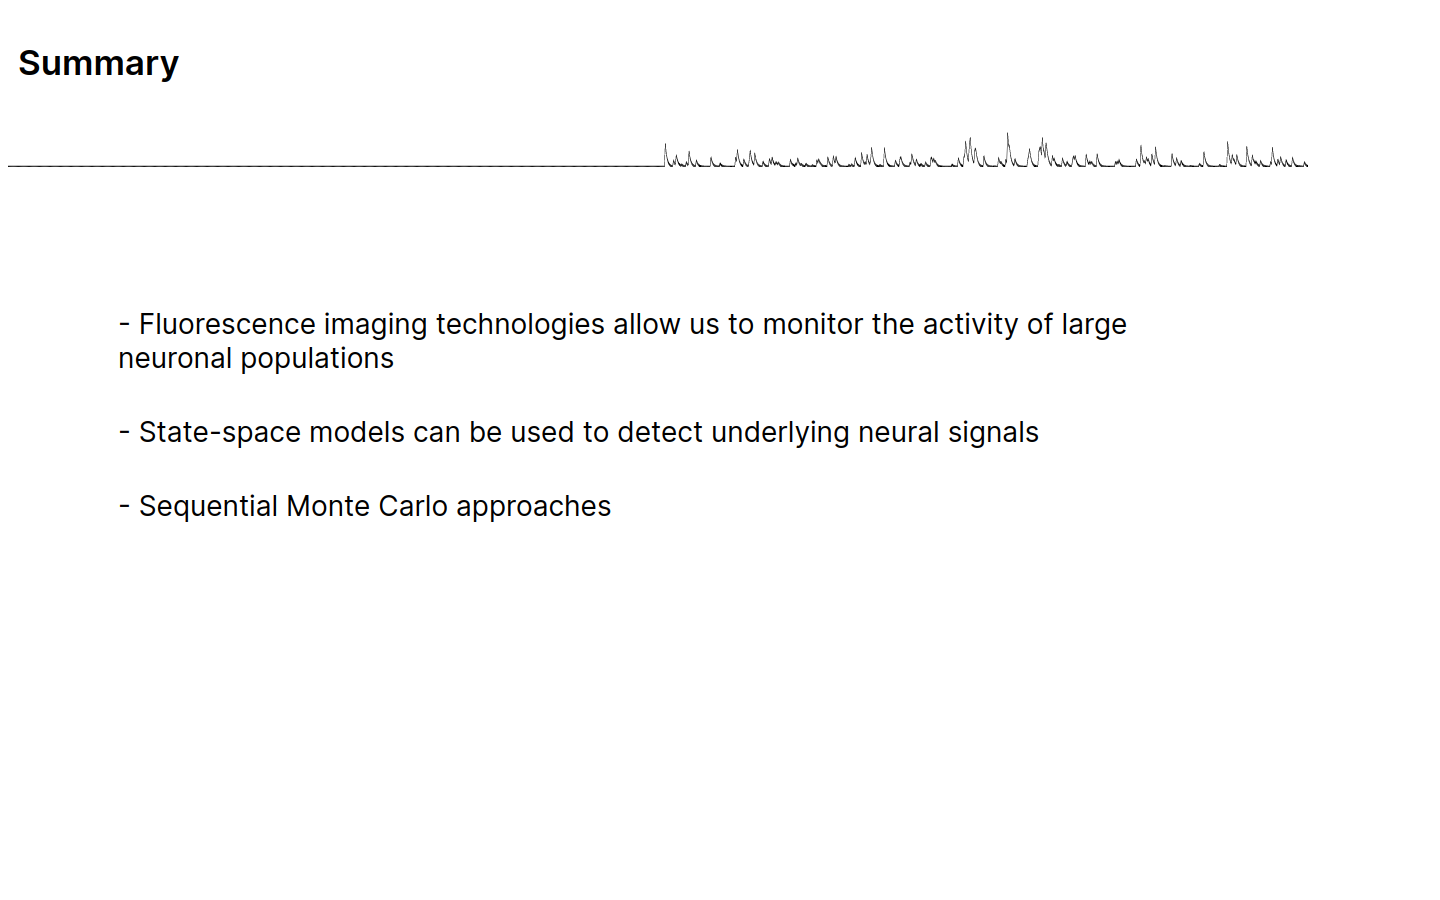 Summary
- Fluorescence imaging technologies allow us to monitor the activity of large
neuronal populations
- State-space models can be used to detect underlying neural signals
- Sequential Monte Carlo approaches